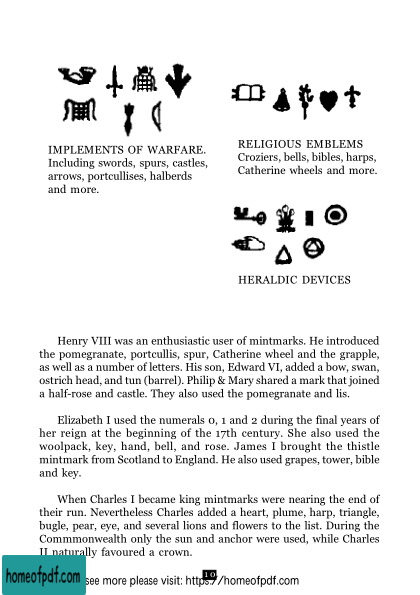 IMPLEMENTS OF WARFARE.
Including swords, spurs, castles,
arrows, portcullises, halberds
and more.
RELIGIOUS EMBLEMS
Croziers, bells, bibles, harps,
Catherine wheels and more.
HERALDIC DEVICES
Henry VIII was an enthusiastic user of mintmarks. He introduced
the pomegranate, portcullis, spur, Catherine wheel and the grapple,
as well as a number of letters. His son, Edward VI, added a bow, swan,
ostrich head, and tun (barrel). Philip & Mary shared a mark that joined
a half-rose and castle. They also used the pomegranate and lis.
Elizabeth I used the numerals 0, 1 and 2 during the final years of
her reign at the beginning of the 17th century. She also used the
woolpack, key, hand, bell, and rose. James I brought the thistle
mintmark from Scotland to England. He also used grapes, tower, bible
and key.
When Charles I became king mintmarks were nearing the end of
their run. Nevertheless Charles added a heart, plume, harp, triangle,
bugle, pear, eye, and several lions and flowers to the list. During the
Commmonwealth only the sun and anchor were used, while Charles
II naturally favoured a crown.
10
homeofpdf.com
see more please visit: https://homeofpdf.com